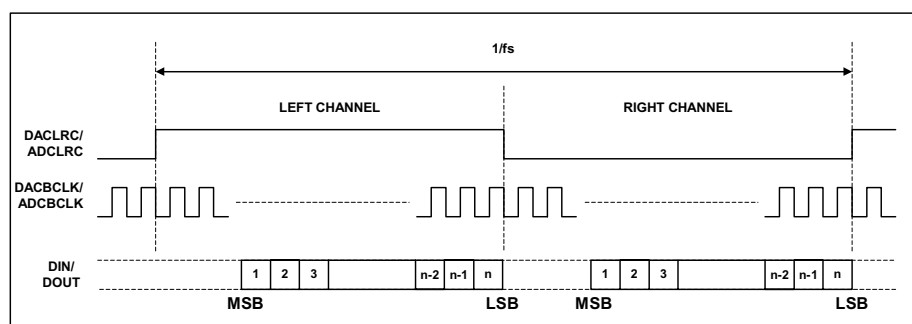 1/fs
LEFT CHANNEL RIGHT CHANNEL
DACLRC/
ADCLRC
DACBCLK/
ADCBCLK
DIN/
DOUT
1 2 3 n-2 n-1 n 1 2 3 n-2 n-1 n
MSB LSB MSB LSB